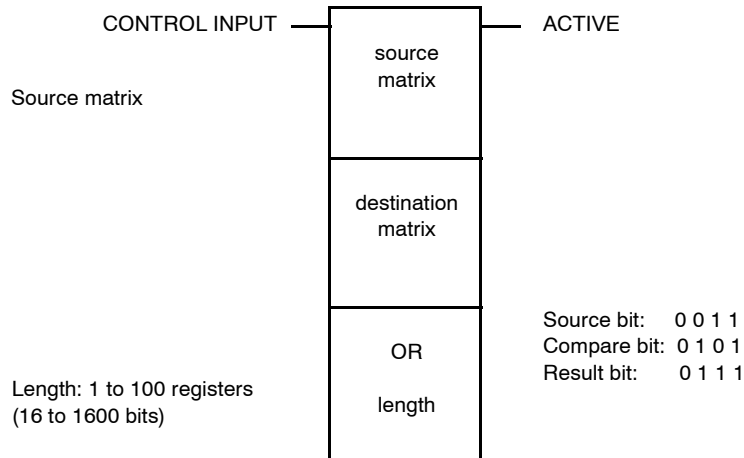 CONTROL INPUT
ACTIVE
source
matrix
Source matrix
destination
matrix
Source bit: 0 0 1 1
Compare bit: 0 1 0 1
Result bit: 0 1 1 1
OR
length
Length: 1 to 100 registers
(16 to 1600 bits)